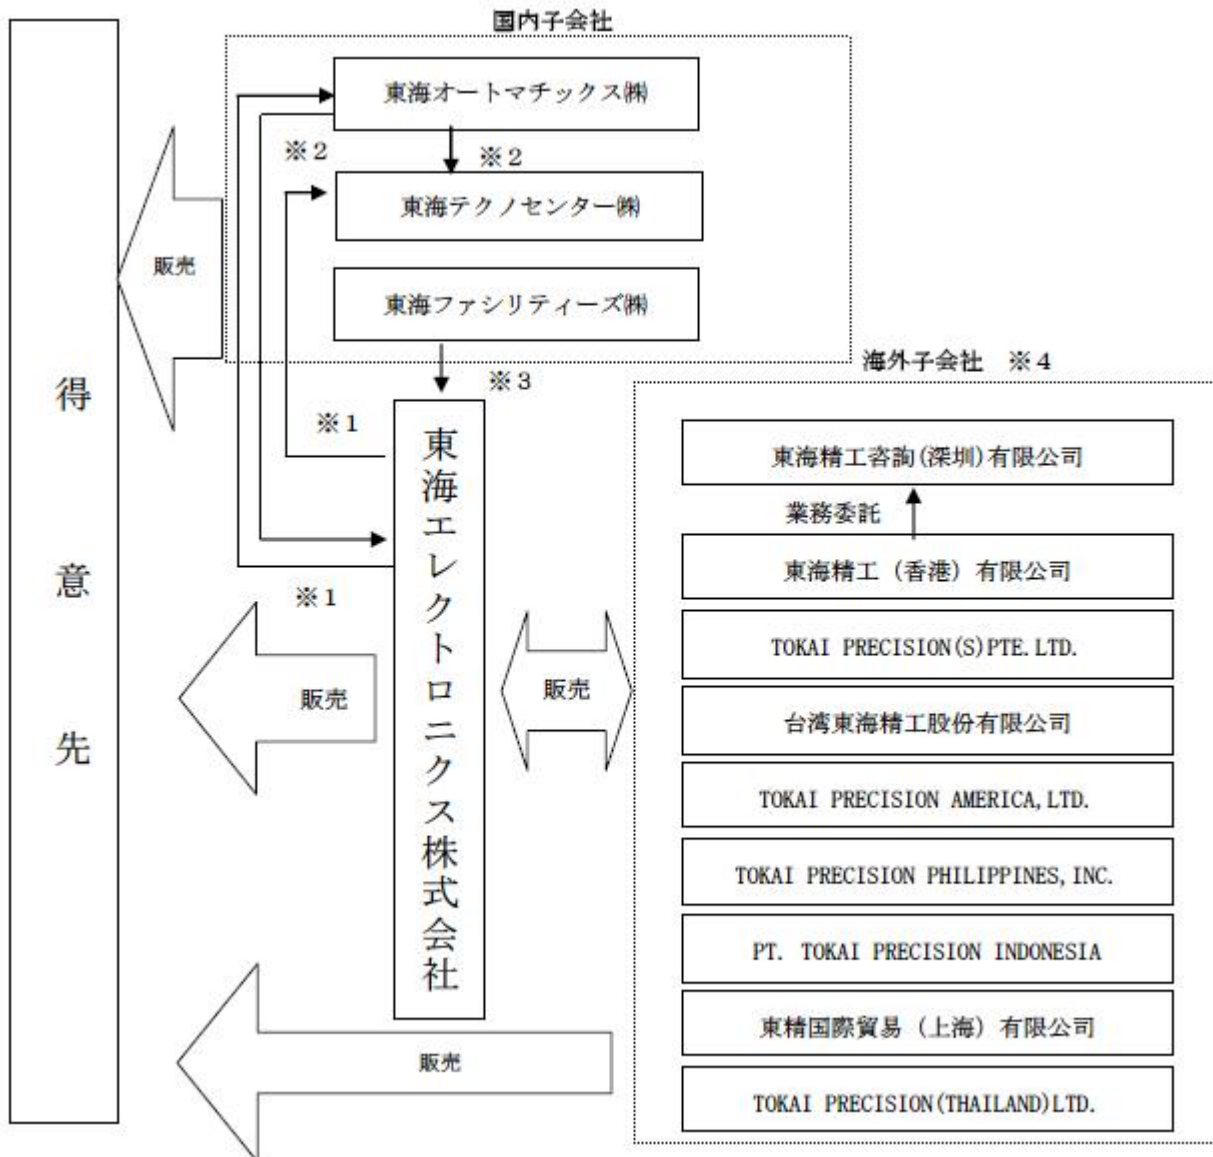 国内子会社
東海オートマチックス㈱
※2
※2
東海テクノセンター㈱
販売
東海ファシリティーズ㈱
※3
※1
得意先
東海エレクトロニクス株式会社
※1
販売
販売
販売
海外子会社 ※4
東海精工咨詢(深圳)有限公司
業務委託
東海精工（香港）有限公司
TOKAI PRECISION(S)PTE.LTD.
台湾東海精工股份有限公司
TOKAI PRECISION AMERICA,LTD.
TOKAI PRECISION PHILIPPINES,INC.
PT. TOKAI PRECISION INDONESIA
東精国際貿易（上海）有限公司
TOKAI PRECISION(THAILAND)LTD.